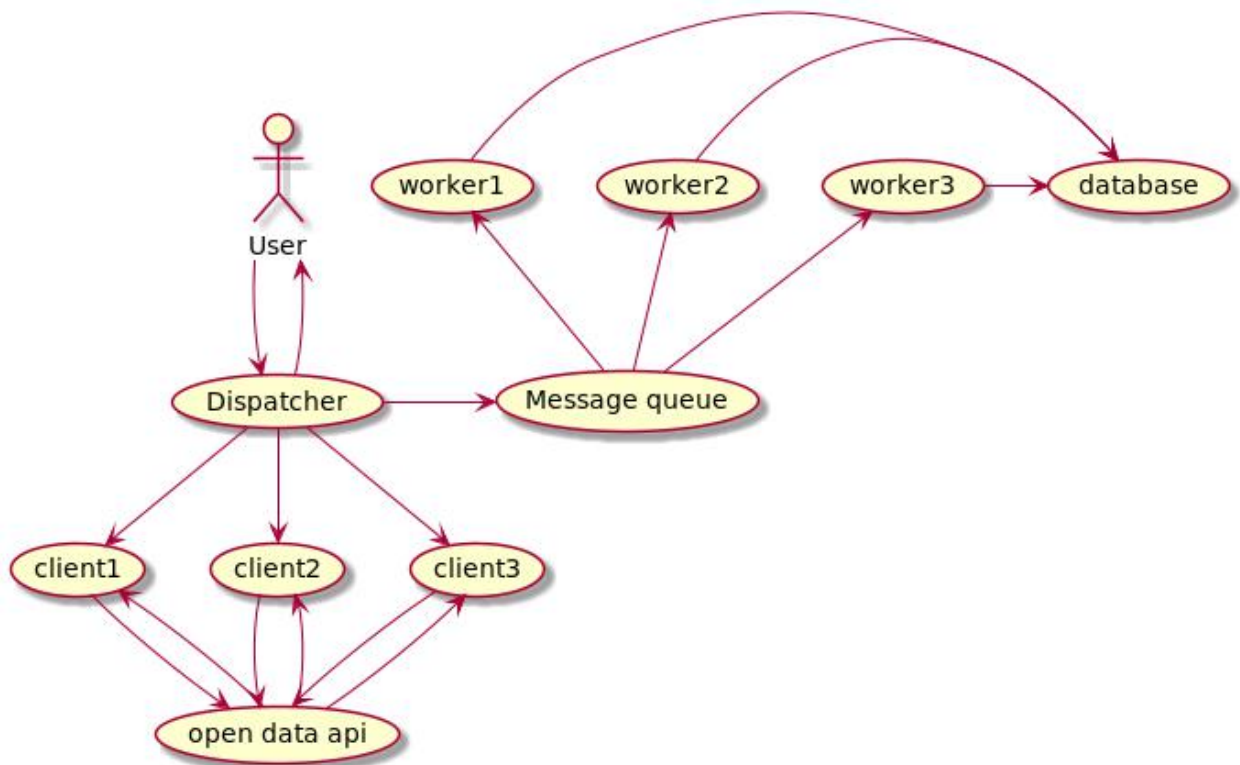 worker1
worker2
worker3
database
User
Dispatcher
Message queue
client1
client2
client3
open data api